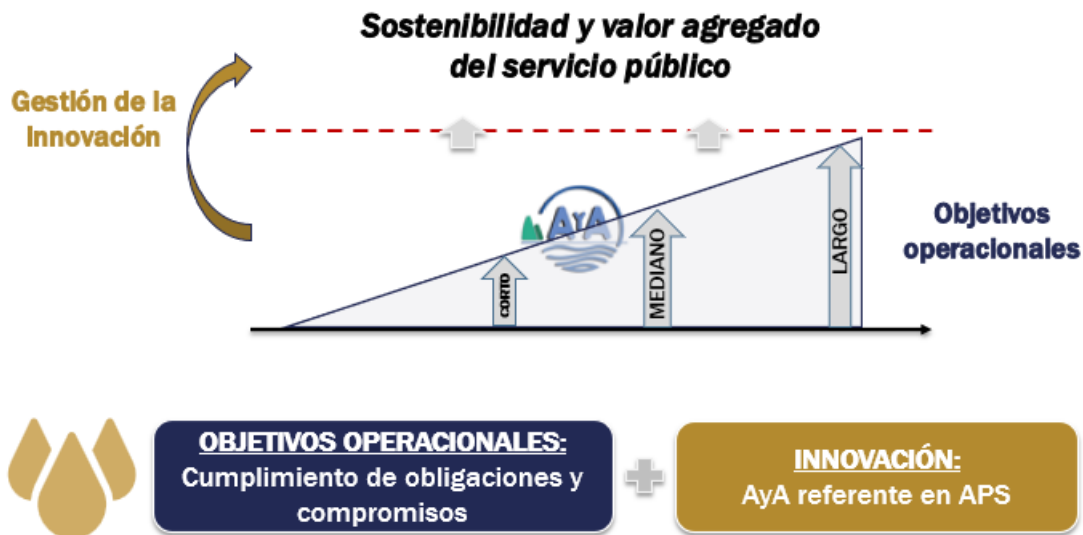 Sostenibilidad y valor agregado
del servicio público
Gestión de la
Innovación
AyA
CORTO
MEDIANO
LARGO
Objetivos
operacionales
OBJETIVOS OPERACIONALES:
Cumplimiento de obligaciones y
compromisos
INNOVACIÓN:
AyA referente en APS